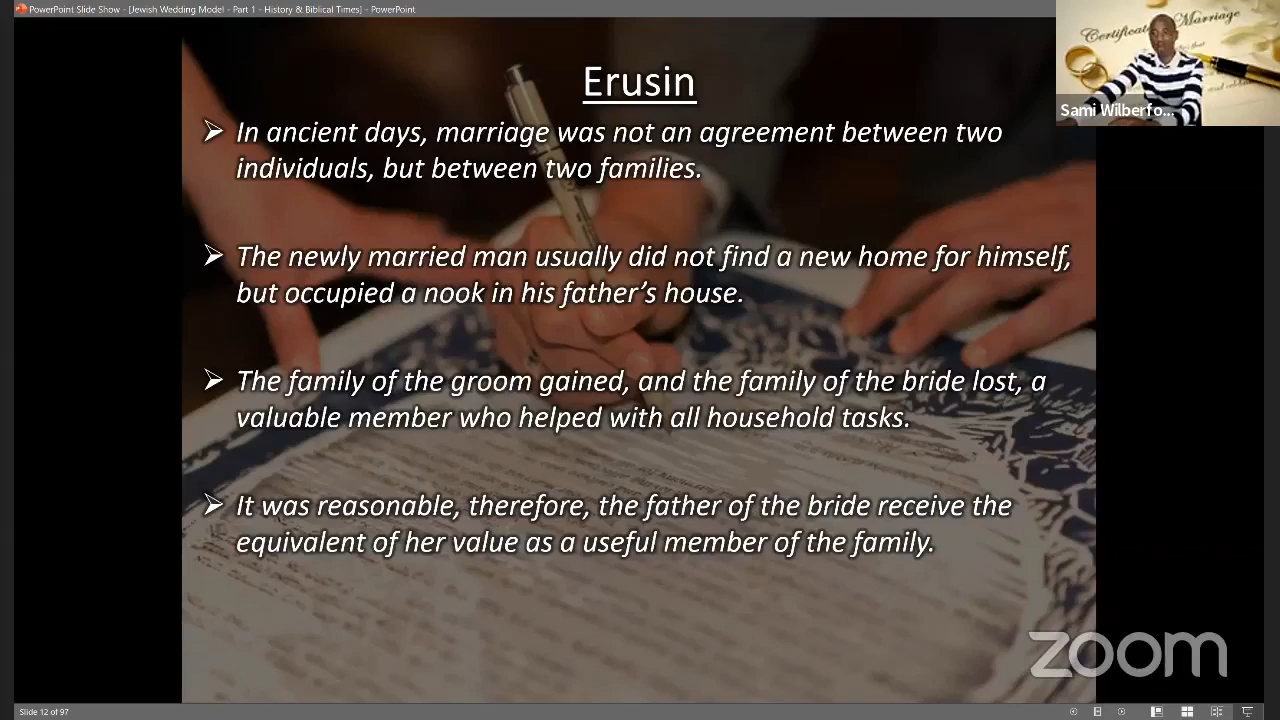 PowerPoint Slide Show - [Jewish Wedding Model - Part 1 - History & Biblical Times] - PowerPoint
Certificate Marriage
Sami Wilberfo...
Erusin
➢ In ancient days, marriage was not an agreement between two
individuals, but between two families.
➢ The newly married man usually did not find a new home for himself,
but occupied a nook in his father's house.
➢ The family of the groom gained, and the family of the bride lost, a
valuable member who helped with all household tasks.
➢ It was reasonable, therefore, the father of the bride receive the
equivalent of her value as a useful member of the family.
zoom
Slide 12 of 97